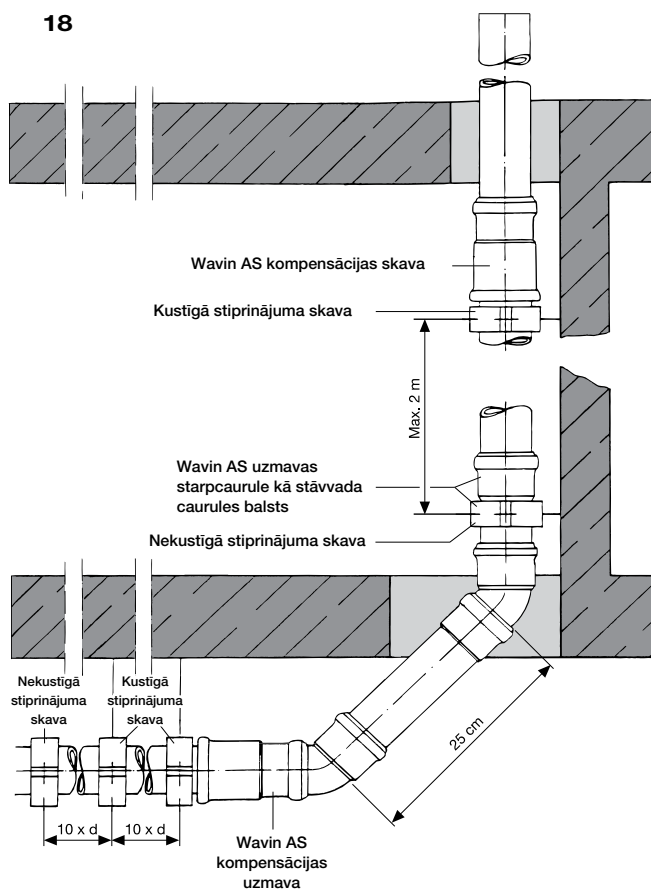 18
Wavin AS kompensācijas skava
Kustīgā stiprinājuma skava
Max. 2 m
Wavin AS uzmavas
starpcaurule kā stāvvada
caurules balsts
Nekustīgā stiprinājuma skava
Nekustīgā
stiprinājuma
skava
Kustīgā
stiprinājuma
skava
25 cm
10 x d
10 x d
Wavin AS
kompensācijas
uzmava